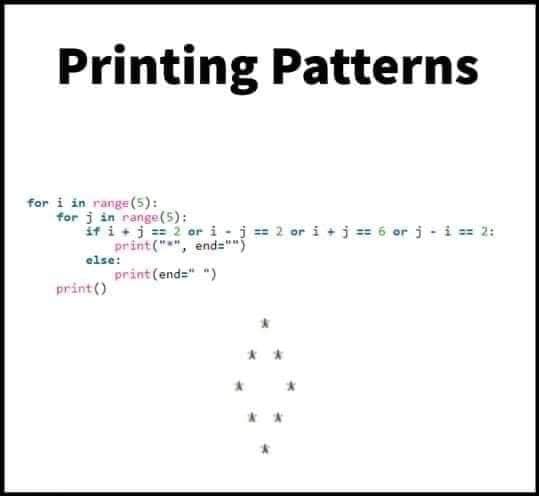 Printing Patterns
for i in range(5):
    for j in range(5):
        if i + j == 2 or i - j == 2 or i + j == 6 or j - i == 2:
            print("*", end="")
        else:
            print(end=" ")
    print()
  *
 * *
*   *
 * *
  *